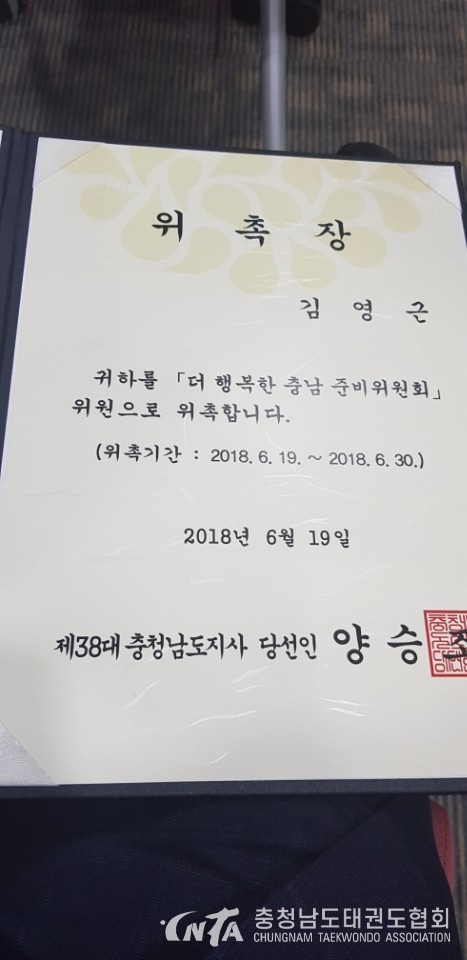 위 촉 장
김 영 근
귀하를 「더 행복한 충남 준비위원회」
위원으로 위촉합니다.
(위촉기간 : 2018. 6. 19. ~ 2018. 6. 30.)
2018년 6월 19일
제38대 충청남도지사 당선인 양 승 조
CNTA 충청남도태권도협회
CHUNGNAM TAEKWONDO ASSOCIATION